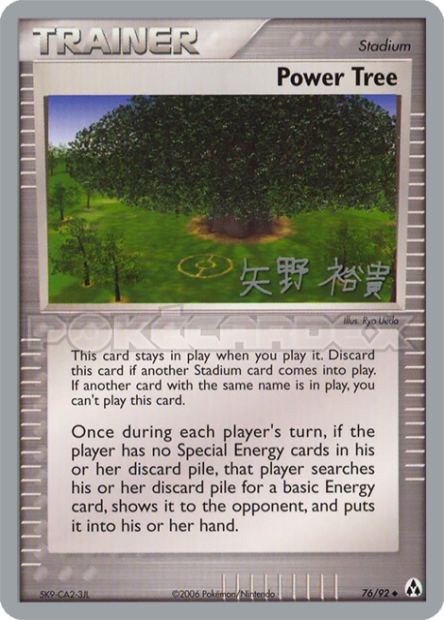 TRAINER
Stadium
Power Tree
矢野 裕貴
Illus. Ryo Ueda
POKÉCARDEX
This card stays in play when you play it. Discard
this card if another Stadium card comes into play.
If another card with the same name is in play, you
can't play this card.
Once during each player's turn, if the
player has no Special Energy cards in his
or her discard pile, that player searches
his or her discard pile for a basic Energy
card, shows it to the opponent, and puts
it into his or her hand.
SK9-CA2-3JL
©2006 Pokémon/Nintendo
76/92